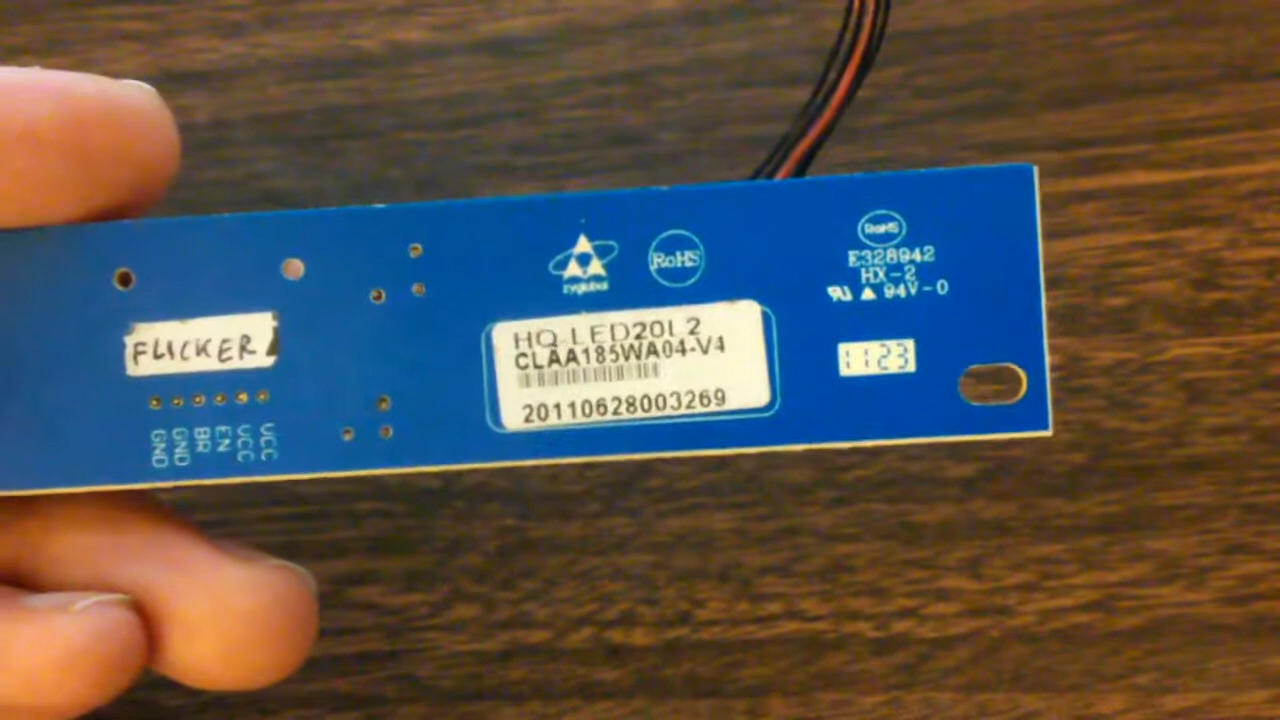 FLICKER
GND
GND
BR
EN
VCC
VCC
zyglobal
RoHS
HQ-LED20L2
CLAA185WA04-V4
20110628003269
RoHS
E328942
HX-2
94V-0
1123